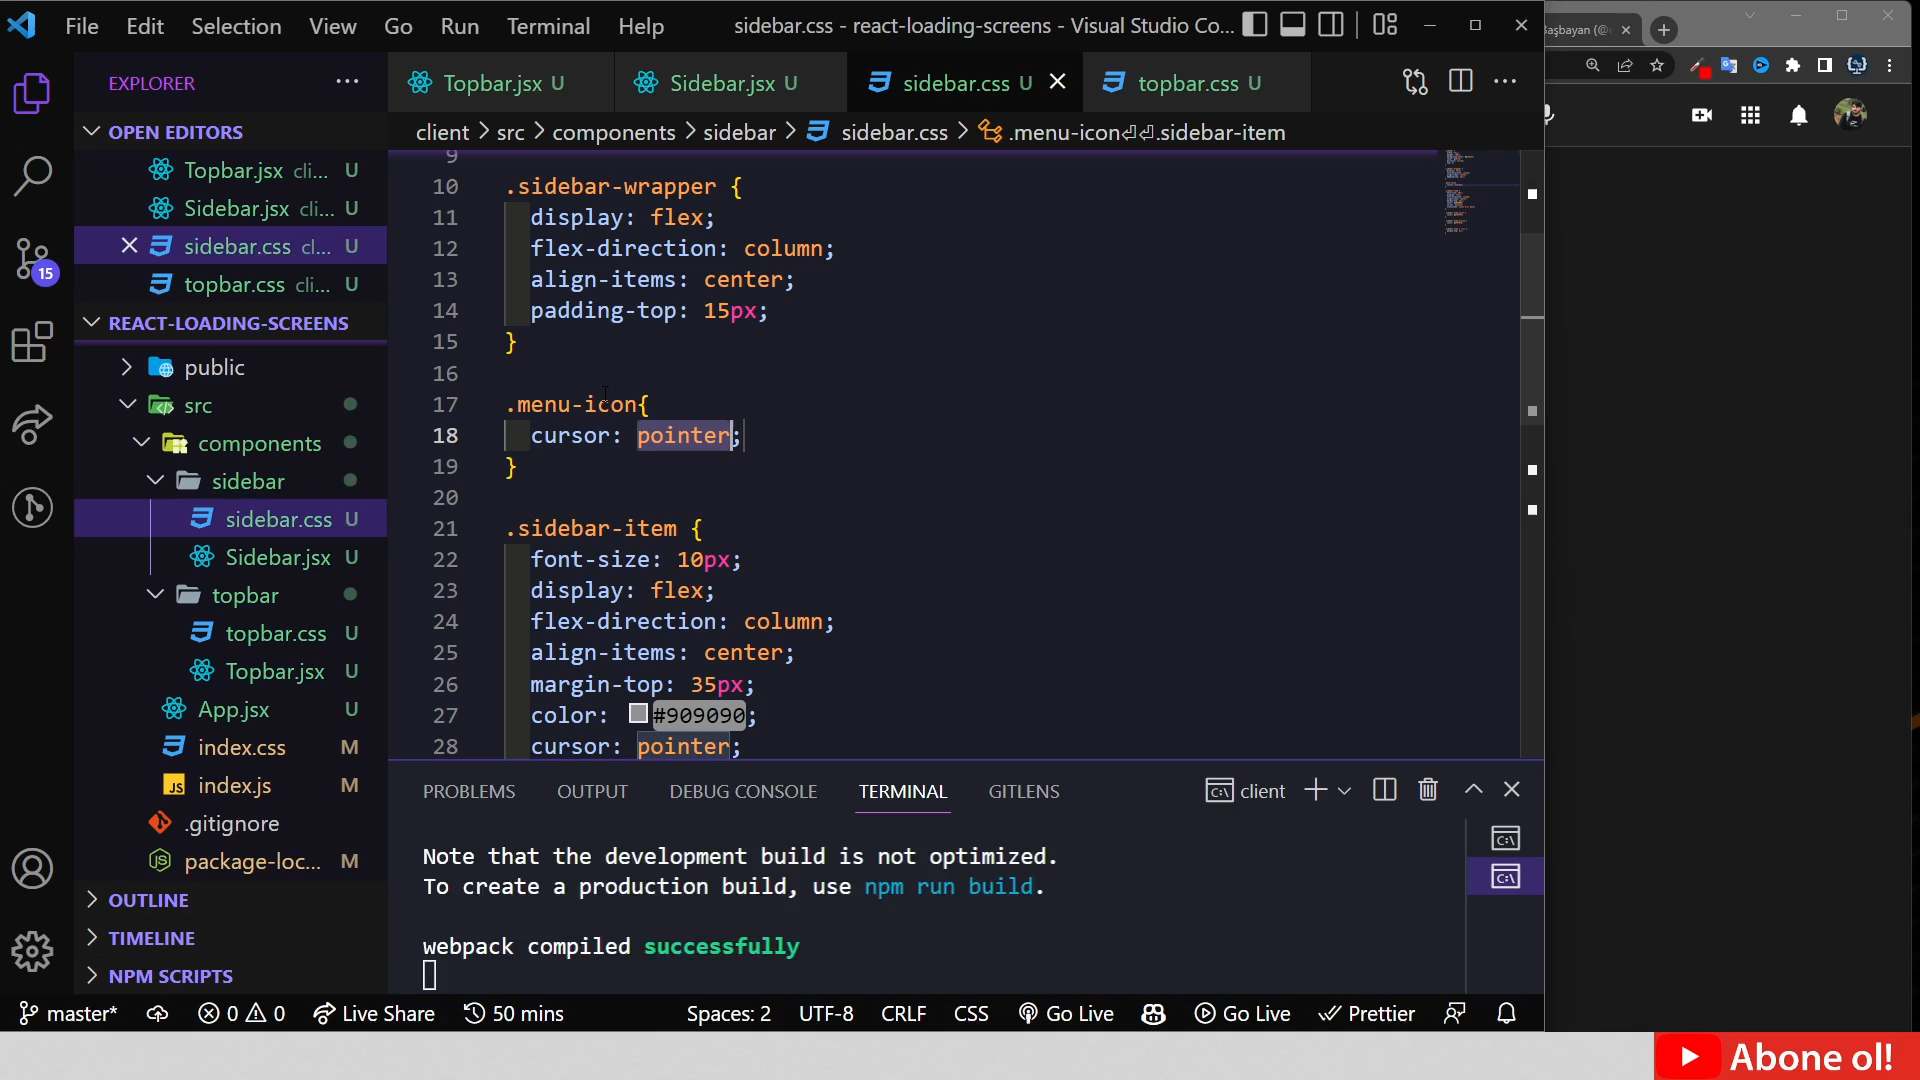 File Edit Selection View Go Run Terminal Help sidebar.css - react-loading-screens - Visual Studio Co...
EXPLORER
Topbar.jsx U Sidebar.jsx U sidebar.css U topbar.css U
client > src > components > sidebar > sidebar.css > .menu-icon⏎⏎.sidebar-item
OPEN EDITORS
Topbar.jsx cli... U
Sidebar.jsx cli... U
sidebar.css cl... U
topbar.css cli... U
REACT-LOADING-SCREENS
public
src
components
sidebar
sidebar.css U
Sidebar.jsx U
topbar
topbar.css U
Topbar.jsx U
App.jsx U
index.css M
index.js M
.gitignore
package-loc... M
OUTLINE
TIMELINE
NPM SCRIPTS
15
9
10 .sidebar-wrapper {
11 display: flex;
12 flex-direction: column;
13 align-items: center;
14 padding-top: 15px;
15 }
16
17 .menu-icon{
18 cursor: pointer;
19 }
20
21 .sidebar-item {
22 font-size: 10px;
23 display: flex;
24 flex-direction: column;
25 align-items: center;
26 margin-top: 35px;
27 color: #909090;
28 cursor: pointer;
PROBLEMS OUTPUT DEBUG CONSOLE TERMINAL GITLENS client
Note that the development build is not optimized.
To create a production build, use npm run build.
webpack compiled successfully
master* 0 0 Live Share 50 mins Spaces: 2 UTF-8 CRLF CSS Go Live Go Live Prettier
Abone ol!